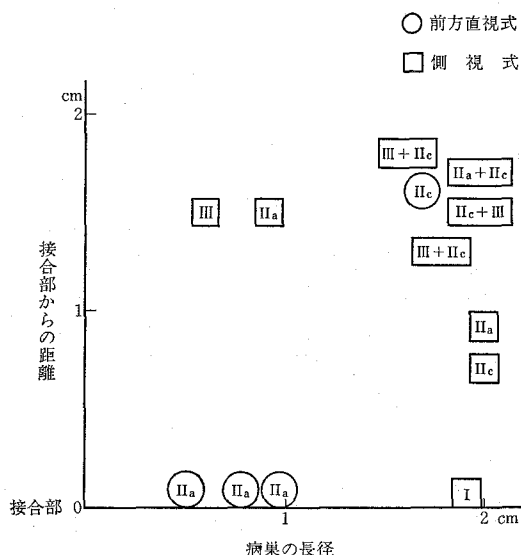 ○ 前方直視式
□ 側視式
cm
2
Ⅲ+Ⅱc
Ⅱa+Ⅱc
Ⅱc
Ⅲ
Ⅱa
Ⅱc+Ⅲ
Ⅲ+Ⅱc
接合部からの距離
1
Ⅱa
Ⅱc
Ⅱa
Ⅱa
Ⅱa
Ⅰ
接合部 0
1
2 cm
病巣の長径